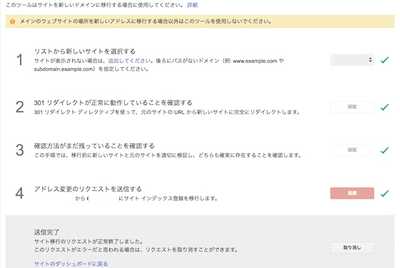 このツールはサイトを新しいドメインに移行する場合に使用してください。 詳細
メインのウェブサイトの場所を新しいアドレスに移行する場合以外はこのツールを使用しないでください。
1
リストから新しいサイトを選択する
サイトが表示されない場合は、追加してください。後ろにパスがないドメイン（例: www.example.com や
subdomain.example.com）を指定してください。
2
301 リダイレクトが正常に動作していることを確認する
301 リダイレクト ディレクティブを使って、元のサイトの URL から新しいサイトに完全にリダイレクトします。
確認
3
確認方法がまだ残っていることを確認する
この手順では、移行前に新しいサイトと元のサイトを適切に検証し、どちらも確実に存在することを確認します。
確認
4
アドレス変更のリクエストを送信する
から にサイト インデックス登録を移行します。
送信完了
サイト移行のリクエストが正常終了しました。
このリクエストがエラーだと思われる場合は、リクエストを取り消すことができます。
取り消し
サイトのダッシュボードに戻る